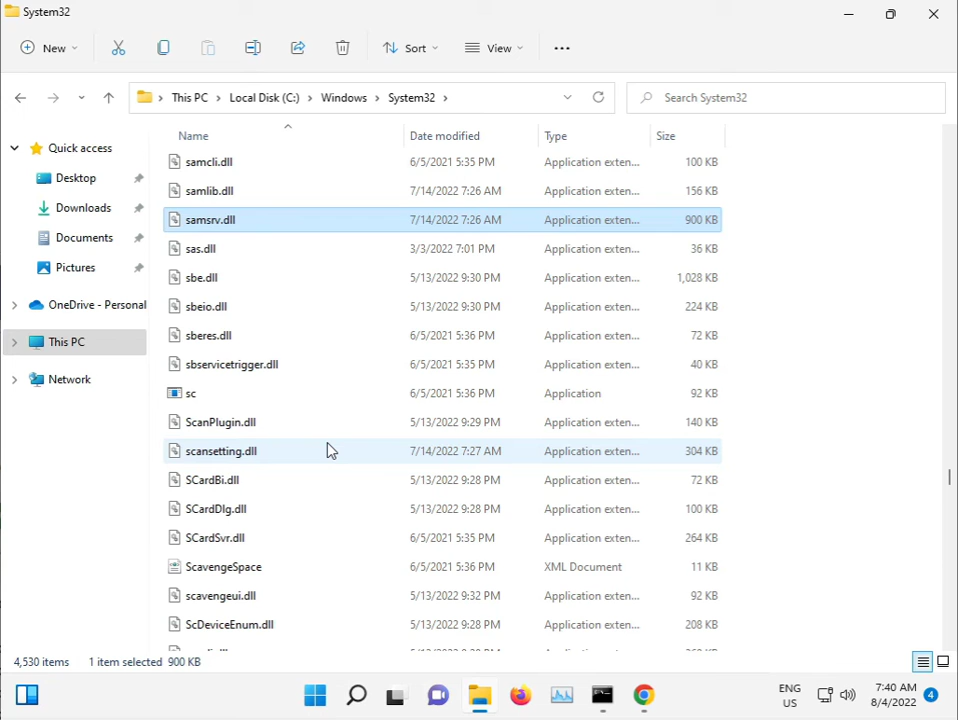 System32
New
Sort
View
This PC > Local Disk (C:) > Windows > System32 >
Search System32
Name Date modified Type Size
Quick access
Desktop
Downloads
Documents
Pictures
OneDrive - Personal
This PC
Network
samcli.dll 6/5/2021 5:35 PM Application exten... 100 KB
samlib.dll 7/14/2022 7:26 AM Application exten... 156 KB
samsrv.dll 7/14/2022 7:26 AM Application exten... 900 KB
sas.dll 3/3/2022 7:01 PM Application exten... 36 KB
sbe.dll 5/13/2022 9:30 PM Application exten... 1,028 KB
sbeio.dll 5/13/2022 9:30 PM Application exten... 224 KB
sberes.dll 6/5/2021 5:36 PM Application exten... 72 KB
sbservicetrigger.dll 6/5/2021 5:35 PM Application exten... 40 KB
sc 6/5/2021 5:36 PM Application 92 KB
ScanPlugin.dll 5/13/2022 9:29 PM Application exten... 140 KB
scansetting.dll 7/14/2022 7:27 AM Application exten... 304 KB
SCardBi.dll 5/13/2022 9:28 PM Application exten... 72 KB
SCardDlg.dll 5/13/2022 9:28 PM Application exten... 100 KB
SCardSvr.dll 6/5/2021 5:35 PM Application exten... 264 KB
ScavengeSpace 6/5/2021 5:36 PM XML Document 11 KB
scavengeui.dll 5/13/2022 9:32 PM Application exten... 92 KB
ScDeviceEnum.dll 5/13/2022 9:28 PM Application exten... 208 KB
4,530 items 1 item selected 900 KB
ENG
US
7:40 AM
8/4/2022
4